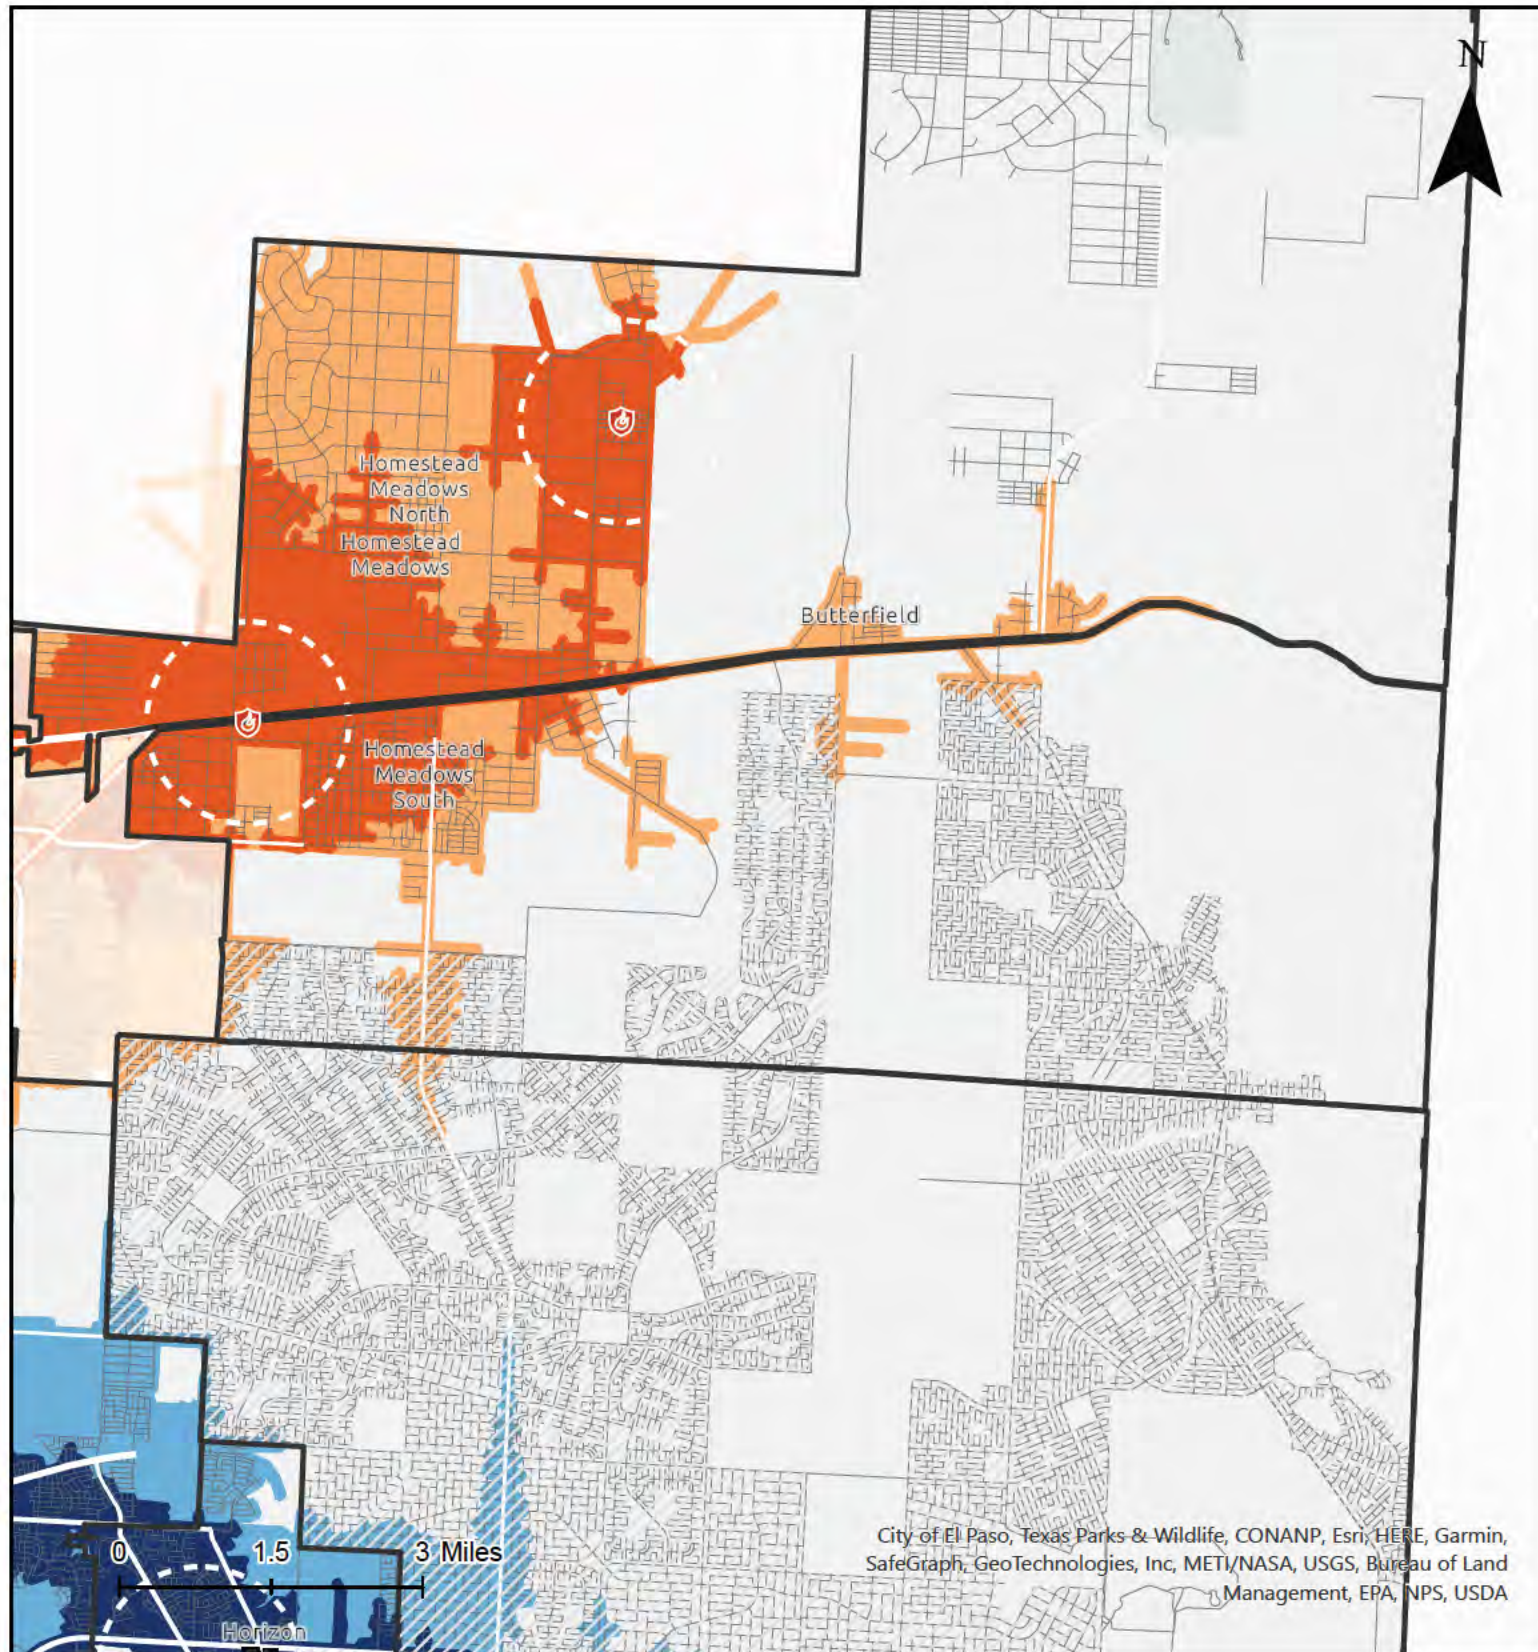 N
Homestead
Meadows
North
Homestead
Meadows
Butterfield
Homestead
Meadows
South
City of El Paso, Texas Parks & Wildlife, CONANP, Esri, HERE, Garmin,
SafeGraph, GeoTechnologies, Inc, METI/NASA, USGS, Bureau of Land
Management, EPA, NPS, USDA
0 1.5 3 Miles
Horizon